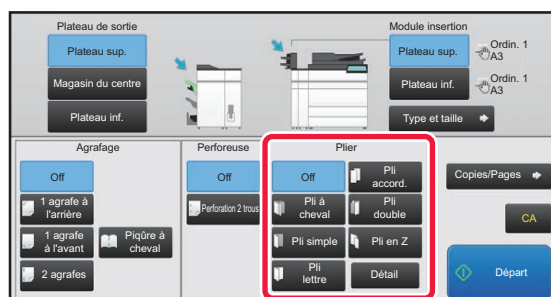 Plateau de sortie
Plateau sup.
Magasin du centre
Plateau inf.
Module insertion
Plateau sup.
Ordin. 1
A3
Plateau inf.
Ordin. 1
A3
Type et taille
Agrafage
Off
1 agrafe à
l'arrière
1 agrafe
à l'avant
Piqûre à
cheval
2 agrafes
Perforeuse
Off
Perforation 2 trous
Plier
Off
Pli
accord.
Pli à
cheval
Pli
double
Pli simple
Pli en Z
Pli
lettre
Détail
Copies/Pages
CA
Départ